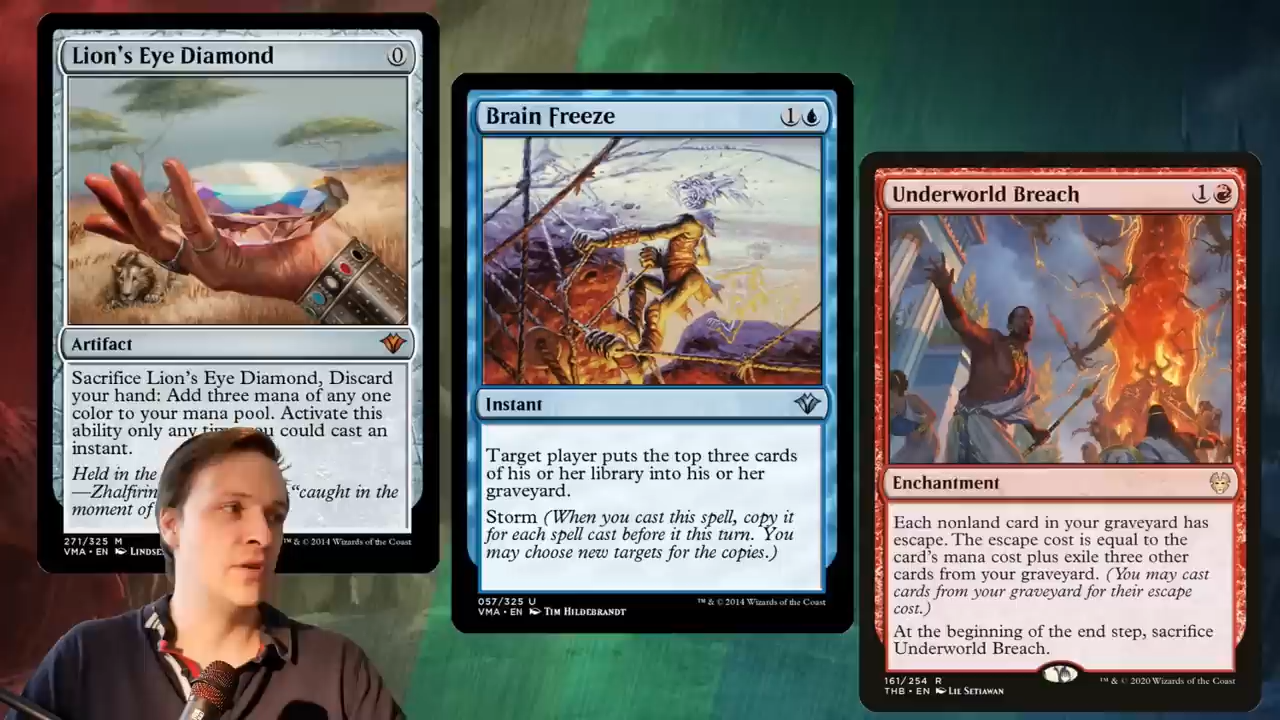 Lion's Eye Diamond 0
Artifact
Sacrifice Lion's Eye Diamond, Discard
your hand: Add three mana of any one
color to your mana pool. Activate this
ability only any could cast an
instant.
Held in the
—Zhalfirin "caught in the
moment of
271/325 M
VMA • EN ™ & © 2014 Wizards of the Coast
Brain Freeze 1
Instant
Target player puts the top three cards
of his or her library into his or her
graveyard.
Storm (When you cast this spell, copy it
for each spell cast before it this turn. You
may choose new targets for the copies.)
057/325 U
VMA • EN Tim Hildebrandt ™ & © 2014 Wizards of the Coast
Underworld Breach 1
Enchantment
Each nonland card in your graveyard has
escape. The escape cost is equal to the
card's mana cost plus exile three other
cards from your graveyard. (You may cast
cards from your graveyard for their escape
cost.)
At the beginning of the end step, sacrifice
Underworld Breach.
161/254 R
THB • EN Lie Setiawan ™ & © 2020 Wizards of the Coast